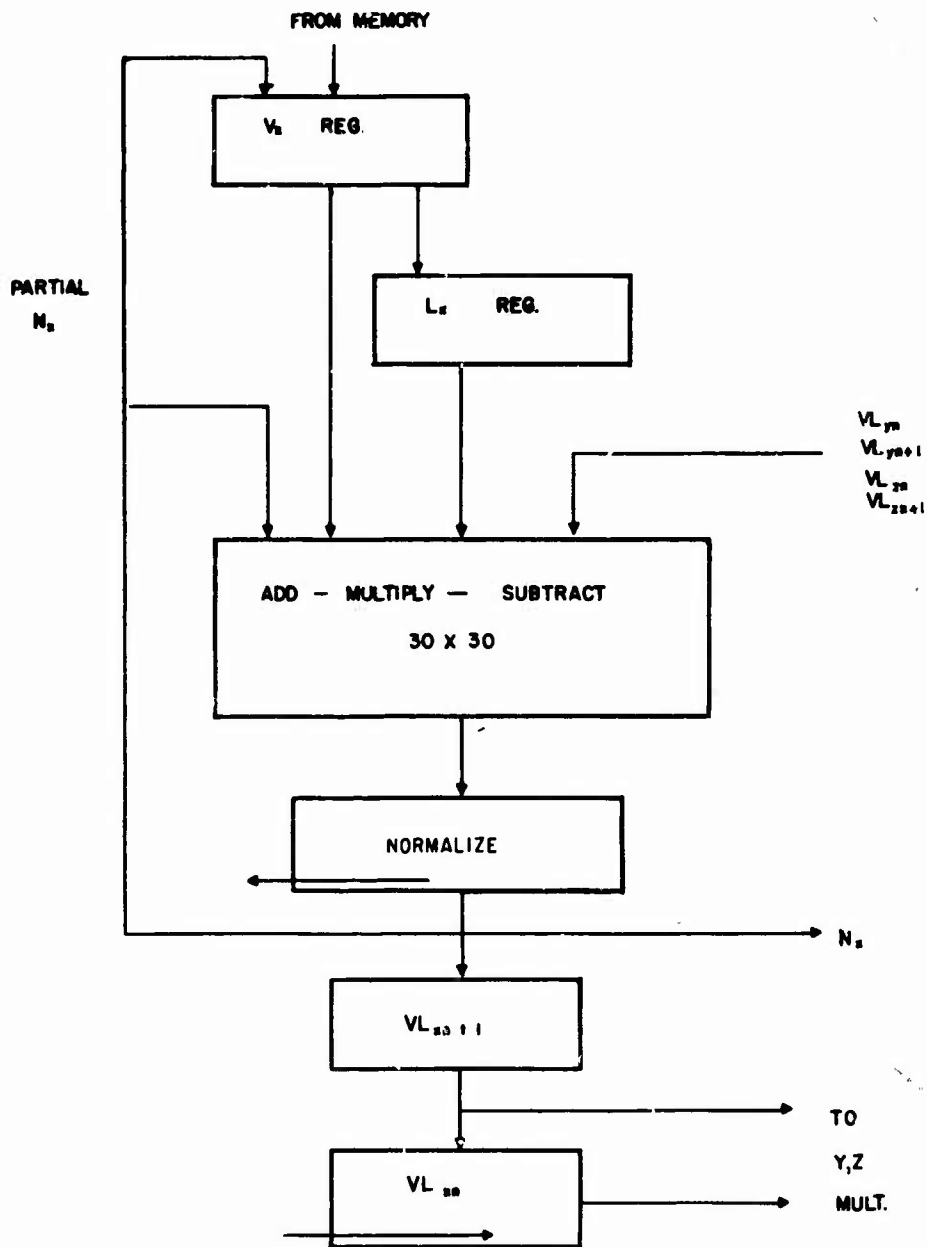 FROM MEMORY
Vx REG.
PARTIAL
Nx
Lx REG.
VLyn
VLyn+1
VLzn
VLzn+1
ADD – MULTIPLY – SUBTRACT
30 X 30
NORMALIZE
Nx
VLxn+1
TO
VLxn
Y,Z
MULT.